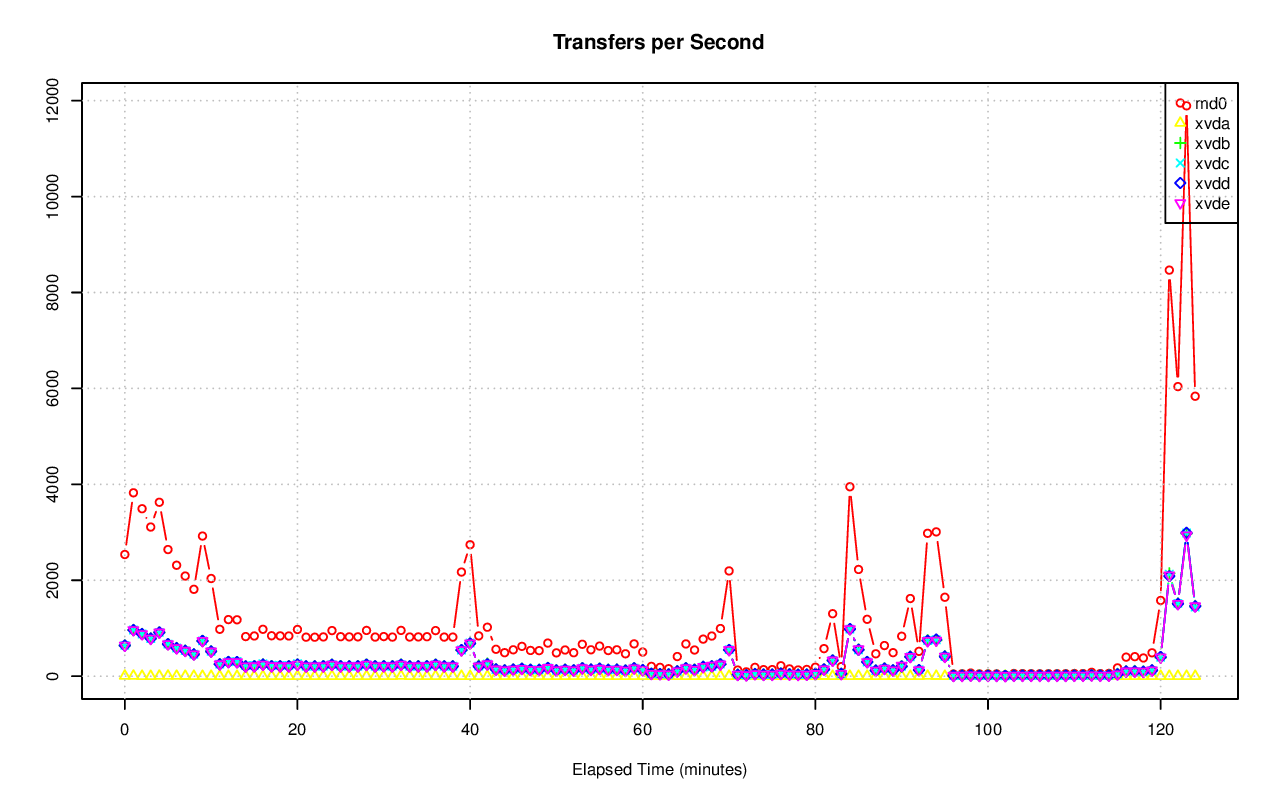 Transfers per Second
12000
10000
8000
6000
4000
2000
0
md0
xvda
xvdb
xvdc
xvdd
xvde
0 20 40 60 80 100 120
Elapsed Time (minutes)